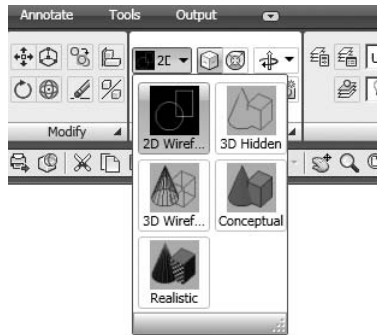 Annotate Tools Output
2D
Modify
2D Wiref... 3D Hidden
3D Wiref... Conceptual
Realistic